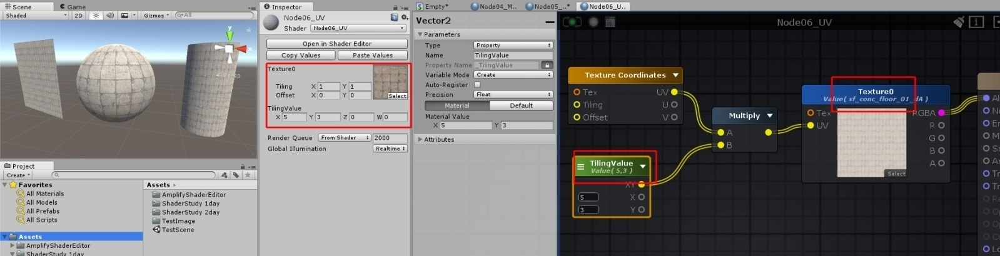 Scene
Game
Shaded
2D
Gizmos
All
y
x
Persp
Project
Create
Favorites
All Materials
All Models
All Prefabs
All Scripts
Assets
AmplifyShaderEditor
ShaderStudy 1day
Assets
AmplifyShaderEditor
ShaderStudy 1day
ShaderStudy 2day
TestImage
TestScene
Inspector
Node06_UV
Shader Node06_UV
Open in Shader Editor
Copy Values Paste Values
Texture0
Tiling X 1 Y 1
Offset X 0 Y 0
Select
TilingValue
X 5 Y 3 Z 0 W 0
Render Queue From Shader 2000
Global Illumination Realtime
Empty*
Node04_M..
Node05_..*
Node06_U..
Vector2
Parameters
Type Property
Name TilingValue
Property Name _TilingValue
Variable Mode Create
Auto-Register
Precision Float
Material Default
Material Value
X 5 Y 3
Attributes
Node06_UV
Texture Coordinates
Tex UV
Tiling U
Offset V
TilingValue
Value( 5,3 )
XY
5 X
3 Y
Multiply
A
B
Texture0
Value( sf_conc_floor_01_dA )
Tex RGBA
UV R
G
B
A
Select